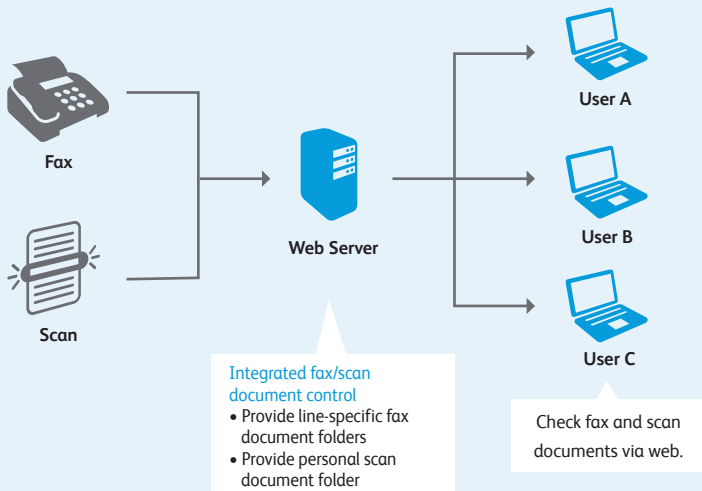 User A
Fax
User B
Web Server
Scan
User C
Integrated fax/scan
document control
• Provide line-specific fax
document folders
• Provide personal scan
document folder
Check fax and scan
documents via web.